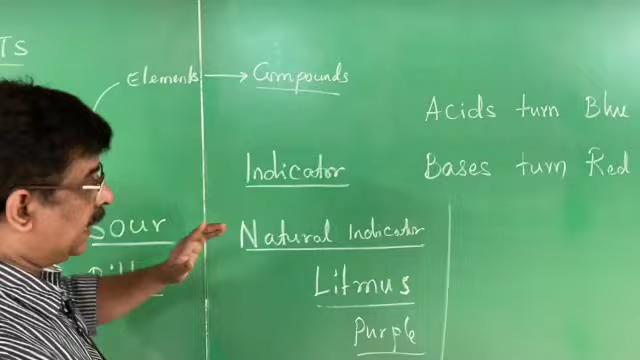 TS
Elements → Compounds
Acids turn Blue
Indicator
Bases turn Red
Sour
Natural Indicator
Litmus
Purple